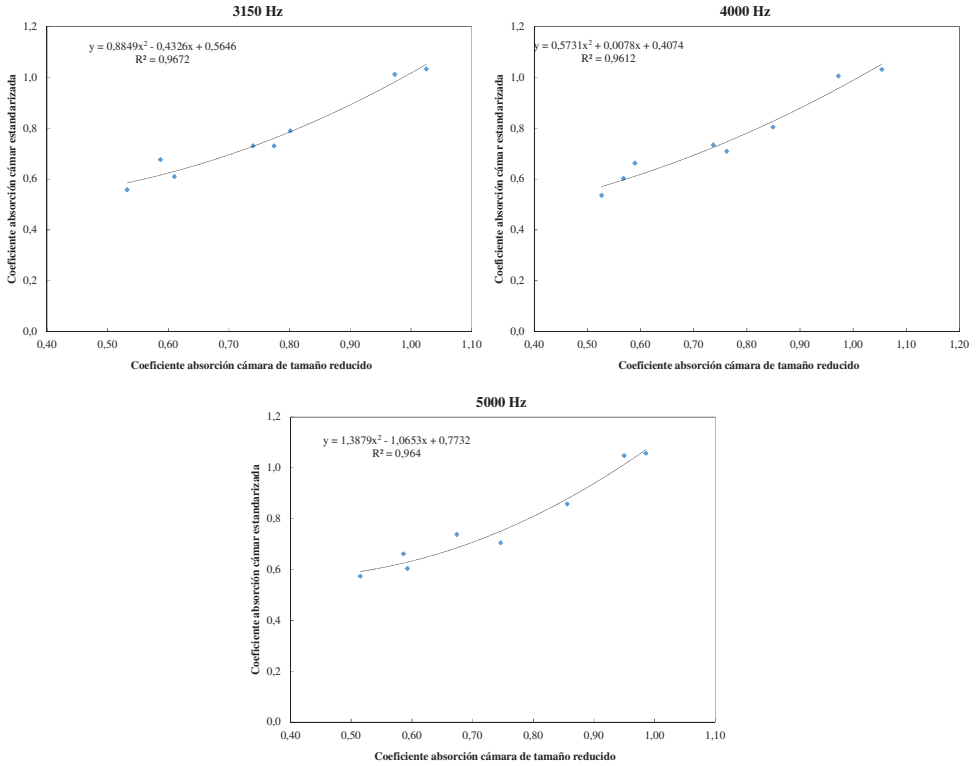 3150 Hz
y = 0,8849x² - 0,4326x + 0,5646
R² = 0,9672
Coeficiente absorción cámar estandarizada
1,2
1,0
0,8
0,6
0,4
0,2
0,0
0,40 0,50 0,60 0,70 0,80 0,90 1,00 1,10
Coeficiente absorción cámara de tamaño reducido
4000 Hz
y = 0,5731x² + 0,0078x + 0,4074
R² = 0,9612
Coeficiente absorción cámar estandarizada
1,2
1,0
0,8
0,6
0,4
0,2
0,0
0,40 0,50 0,60 0,70 0,80 0,90 1,00 1,10 1,20
Coeficiente absorción cámara de tamaño reducido
5000 Hz
y = 1,3879x² - 1,0653x + 0,7732
R² = 0,964
Coeficiente absorción cámar estandarizada
1,2
1,0
0,8
0,6
0,4
0,2
0,0
0,40 0,50 0,60 0,70 0,80 0,90 1,00 1,10
Coeficiente absorción cámara de tamaño reducido